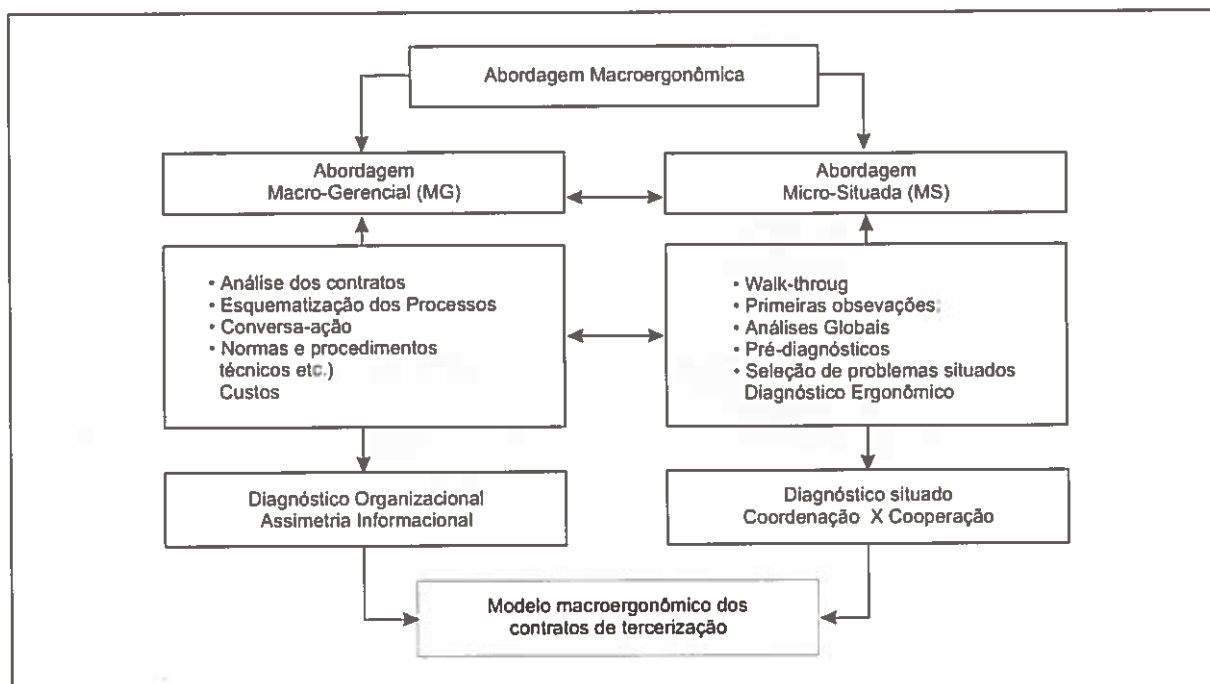 Abordagem Macroergonômica
Abordagem
Macro-Gerencial (MG)
Abordagem
Micro-Situada (MS)
• Análise dos contratos
• Esquematização dos Processos
• Conversa-ação
• Normas e procedimentos
técnicos etc.)
Custos
• Walk-throug
• Primeiras obsevações;
• Análises Globais
• Pré-diagnósticos
• Seleção de problemas situados
Diagnóstico Ergonômico
Diagnóstico Organizacional
Assimetria Informacional
Diagnóstico situado
Coordenação X Cooperação
Modelo macroergonômico dos
contratos de tercerização